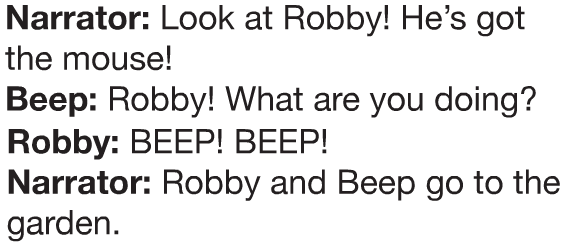 Narrator: Look at Robby! He’s got
the mouse!
Beep: Robby! What are you doing?
Robby: BEEP! BEEP!
Narrator: Robby and Beep go to the
garden.